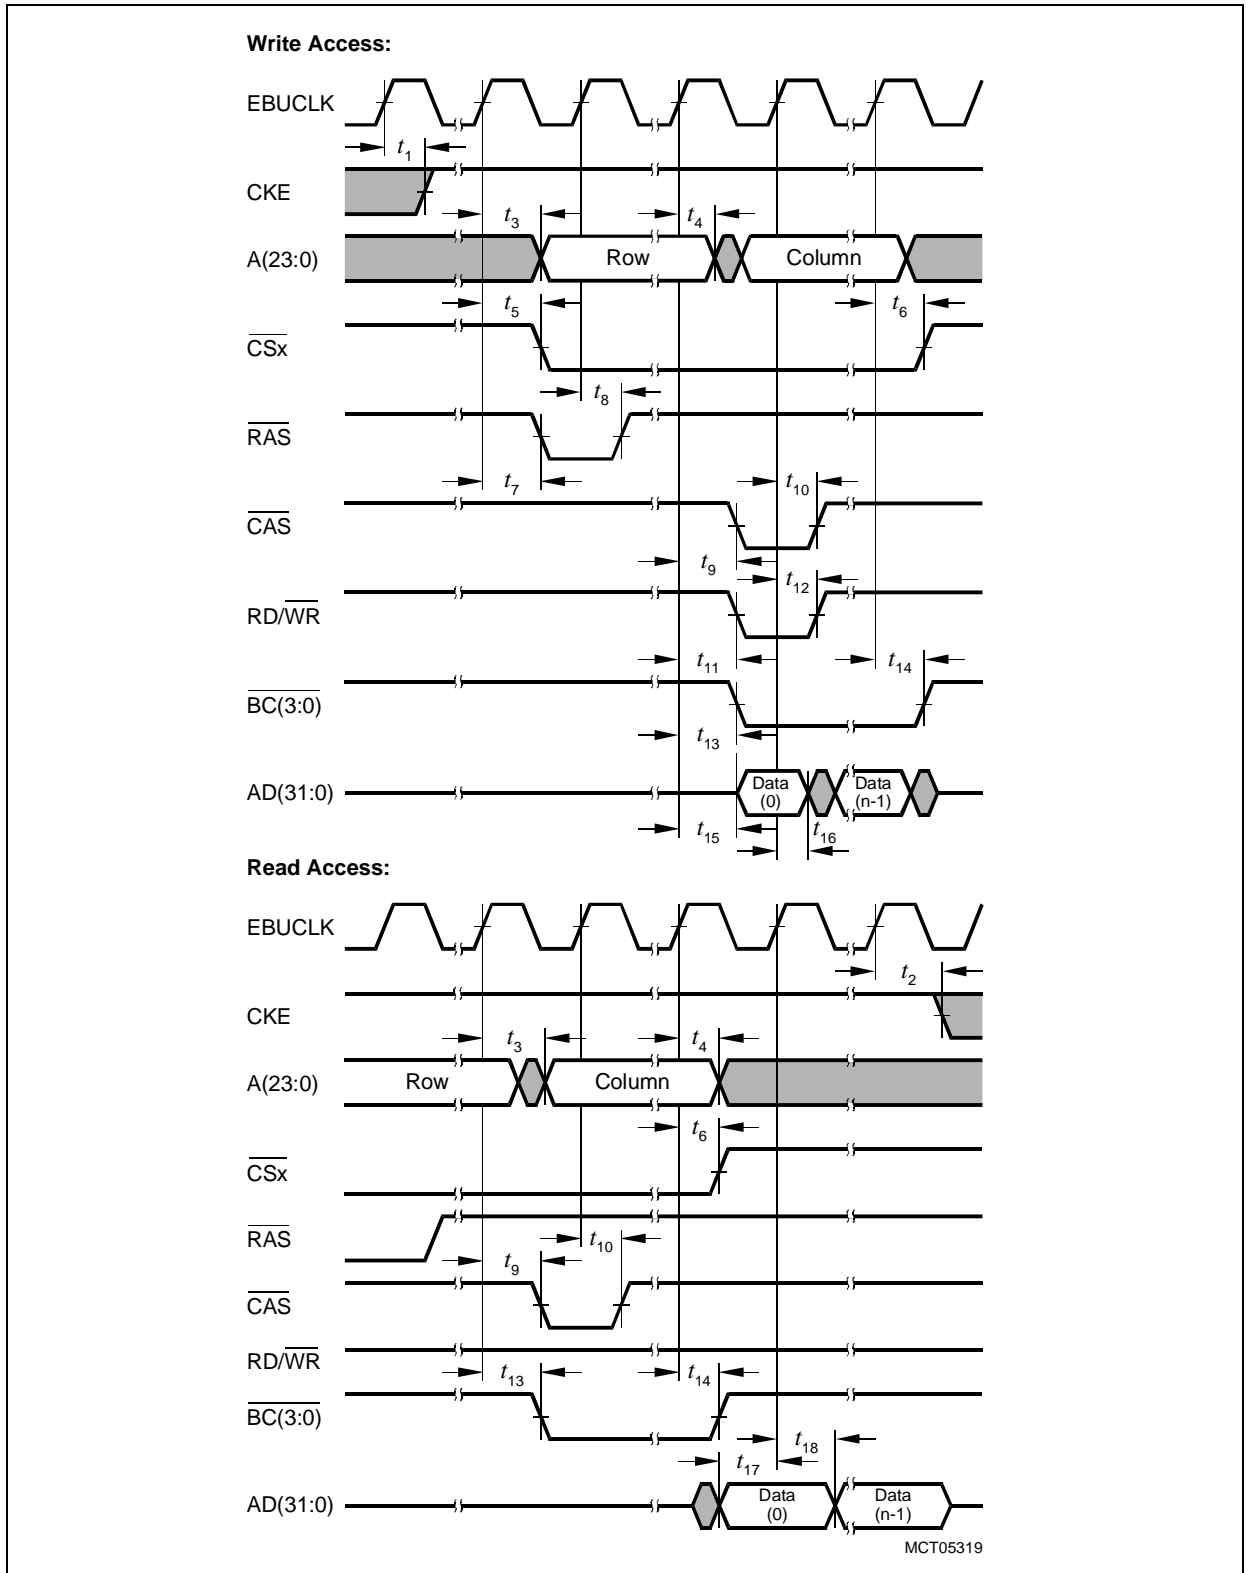 Write Access:
EBUCLK
t1
CKE
t3
t4
A(23:0)
Row
Column
t5
t6
CSx
t8
RAS
t7
t10
CAS
t9
t12
RD/WR
t11
t14
BC(3:0)
t13
AD(31:0)
Data (0)
Data (n-1)
t15
t16
Read Access:
EBUCLK
t2
CKE
t3
t4
A(23:0)
Row
Column
t6
CSx
RAS
t10
t9
CAS
RD/WR
t13
t14
BC(3:0)
t18
t17
AD(31:0)
Data (0)
Data (n-1)
MCT05319